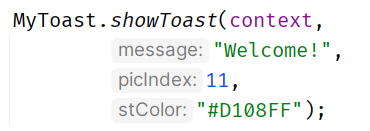 MyToast.showToast(context,
message: "Welcome!",
picIndex: 11,
stColor: "#D108FF");